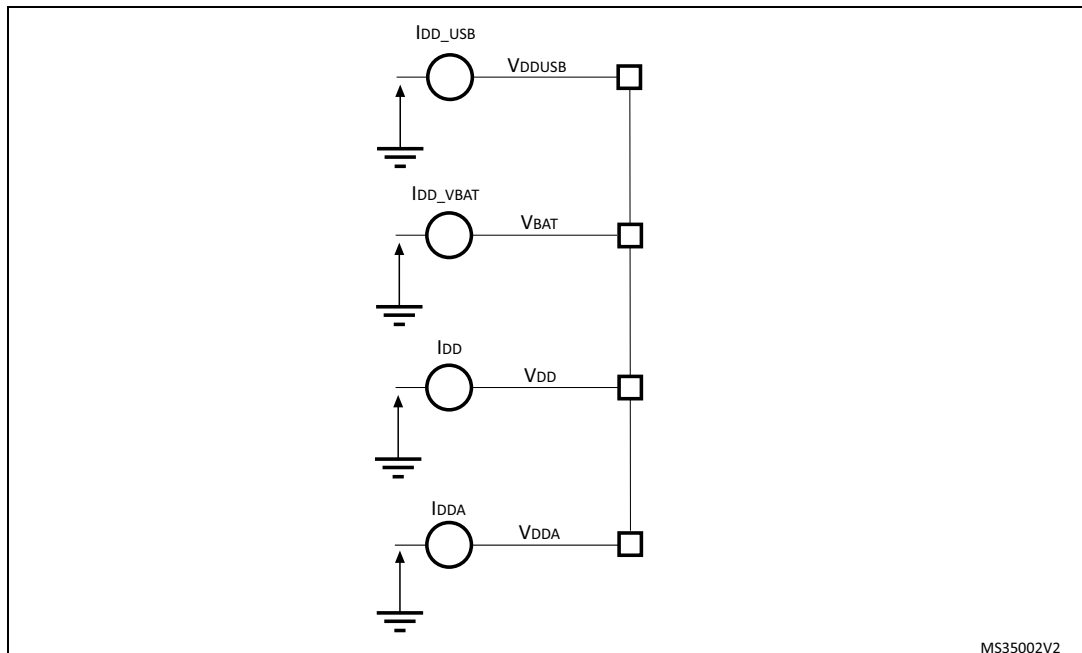 IDD_USB
VDDUSB
IDD_VBAT
VBAT
IDD
VDD
IDDA
VDDA
MS35002V2